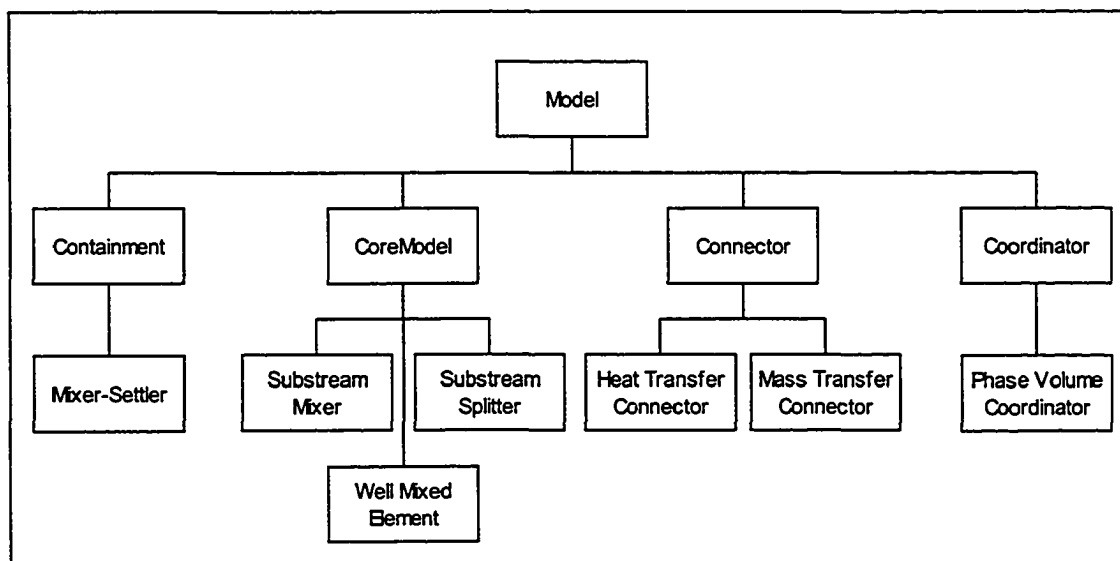 Model
Containment
CoreModel
Connector
Coordinator
Mixer-Settler
Substream
Mixer
Substream
Splitter
Heat Transfer
Connector
Mass Transfer
Connector
Phase Volume
Coordinator
Well Mixed
Element